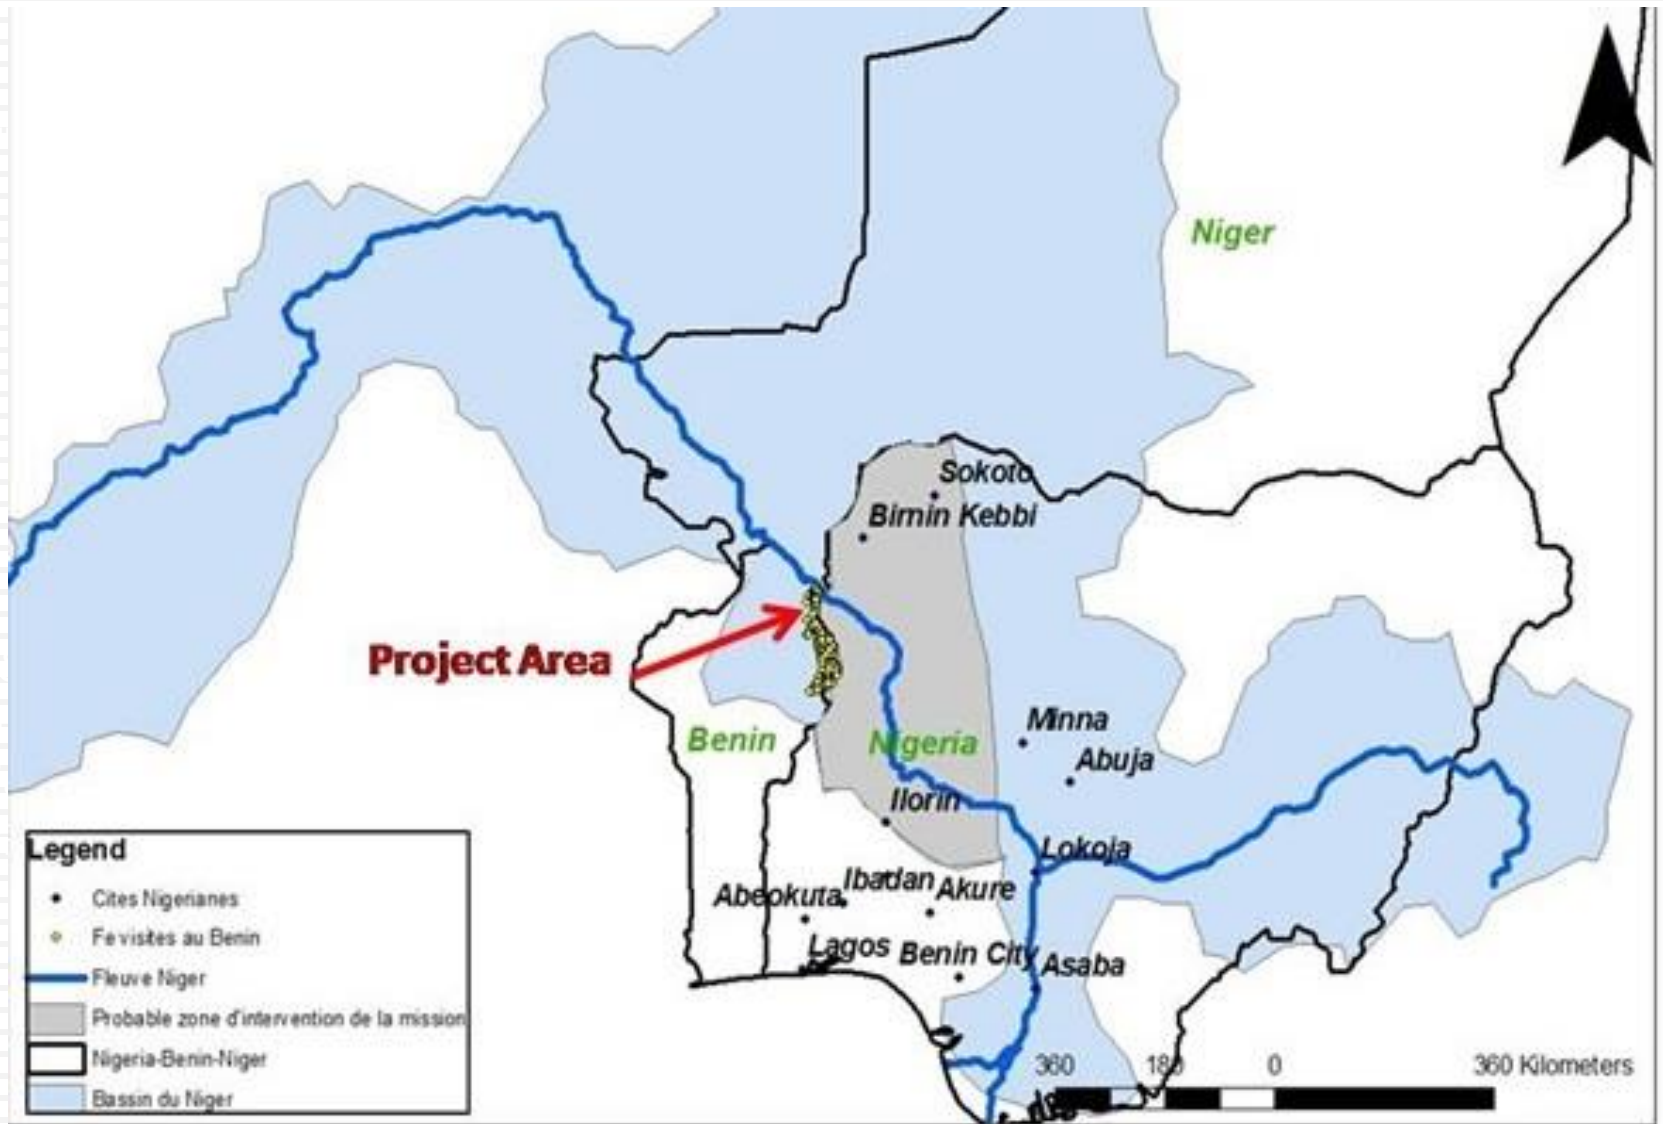 Niger
Sokoto
Birnin Kebbi
Project Area
Minna
Benin
Nigeria
Abuja
Ilorin
Lokoja
Ibadan
Akure
Abeokuta
Lagos
Benin City
Asaba
Legend
Cites Nigerianes
Fe visites au Benin
Fleuve Niger
Probable zone d'intervention de la mission
Nigeria-Benin-Niger
Bassin du Niger
360 180 0 360 Kilometers